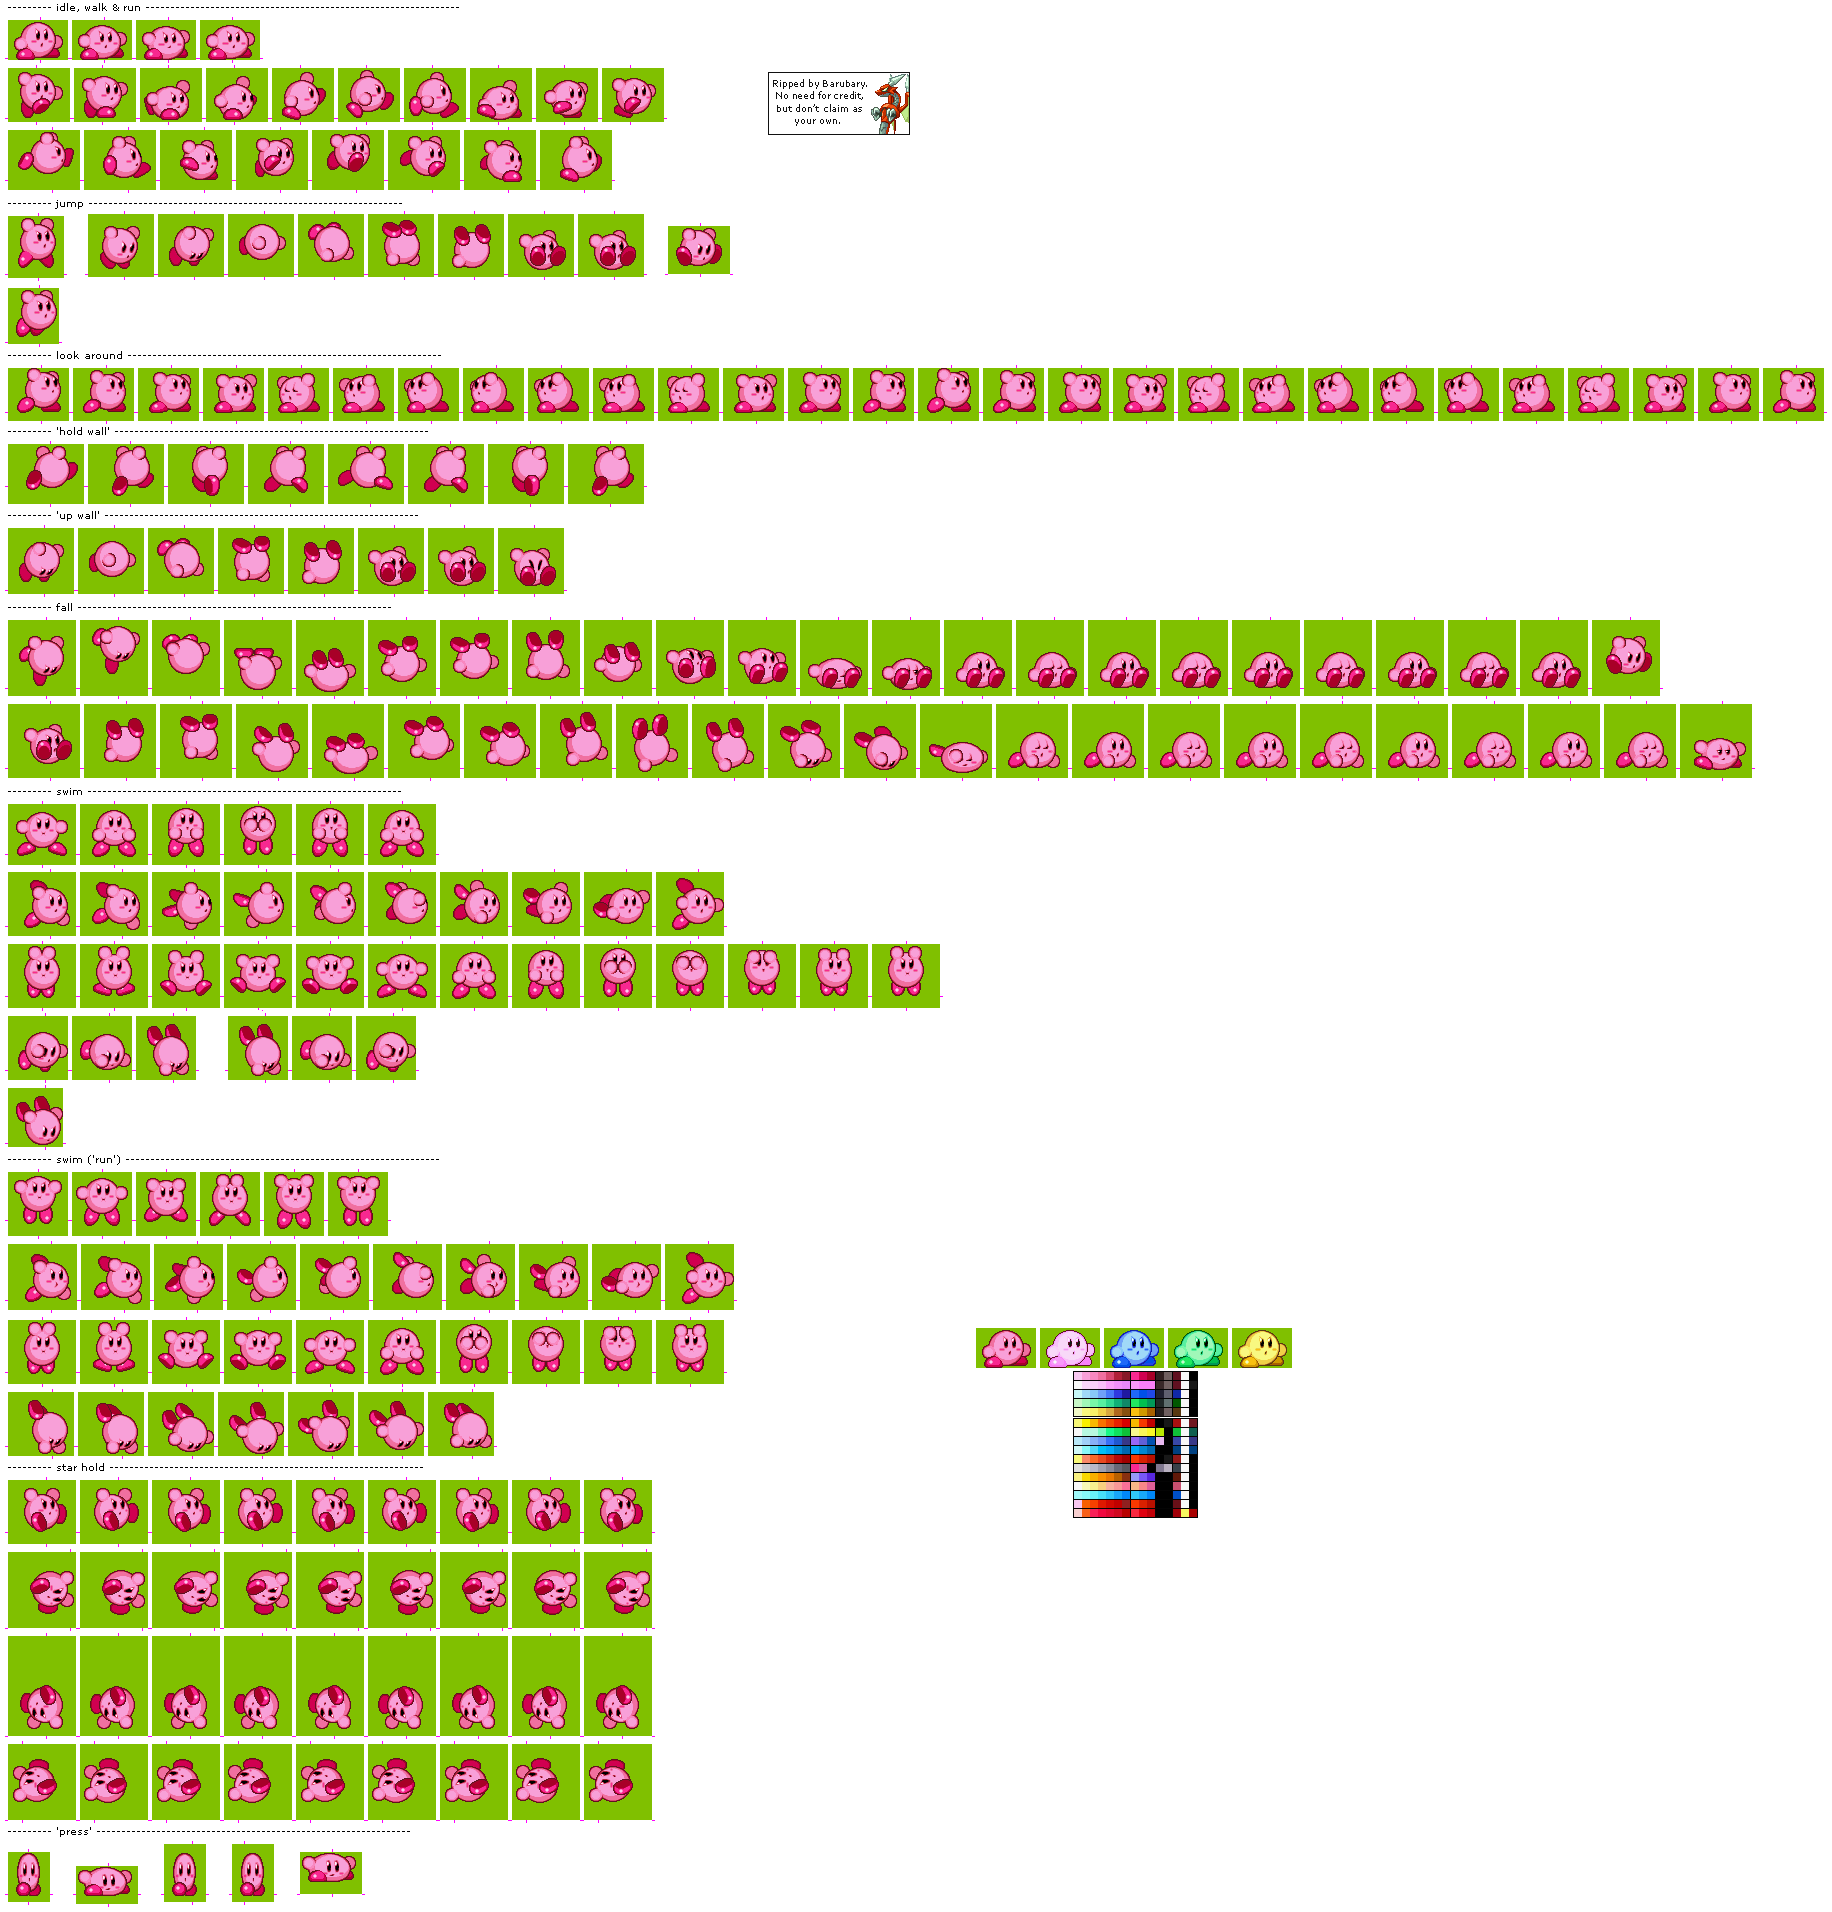 idle, walk & run
Ripped by Barubary.
No need for credit,
but don't claim as
your own.
jump
look around
'hold wall'
'up wall'
fall
swim
swim ('run')
star hold
'press'